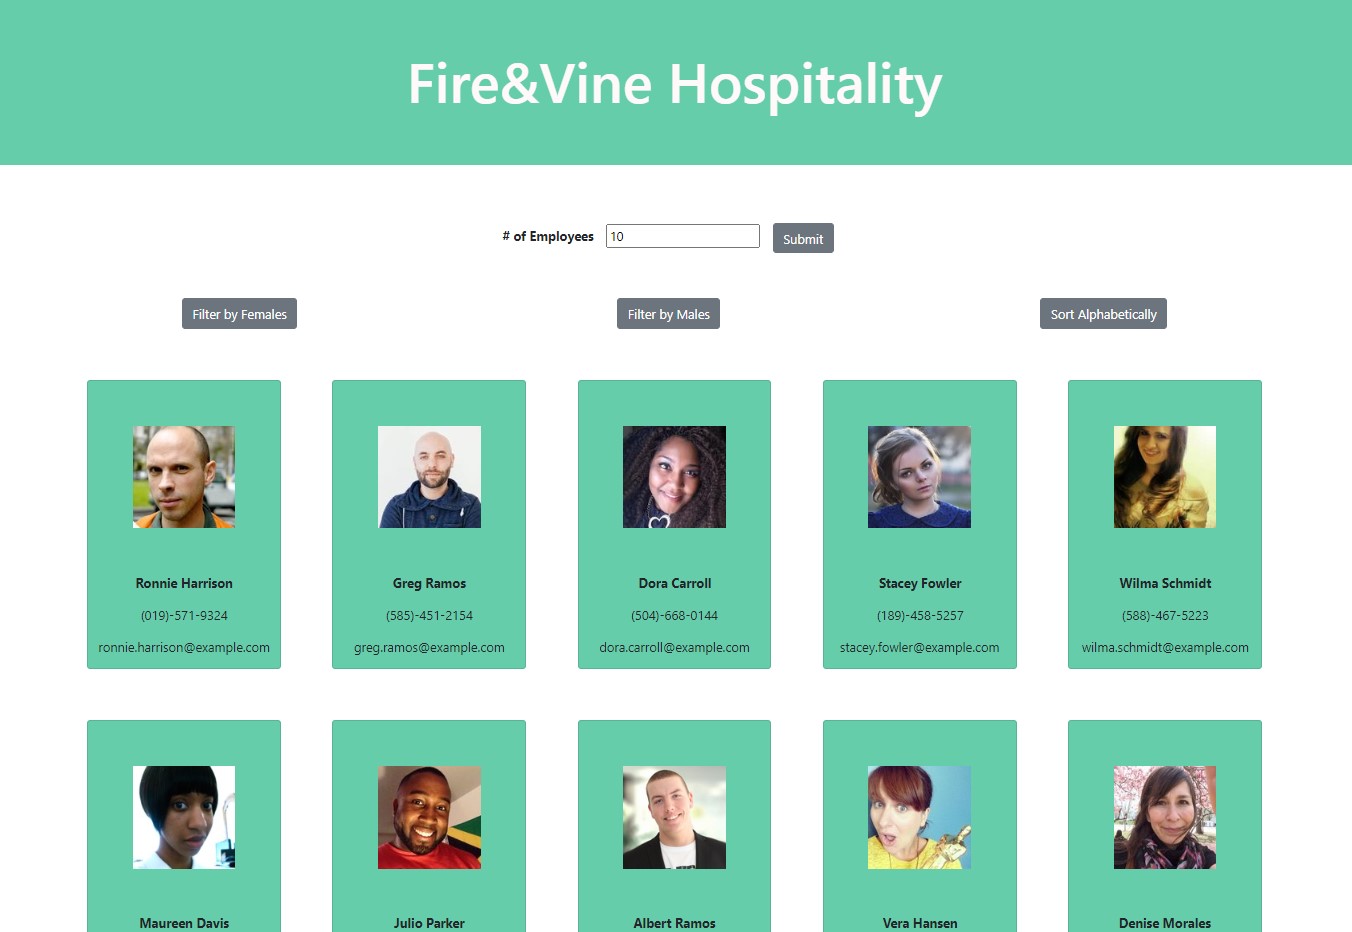 Fire&Vine Hospitality
# of Employees 10 Submit
Filter by Females Filter by Males Sort Alphabetically
Ronnie Harrison
(019)-571-9324
ronnie.harrison@example.com
Greg Ramos
(585)-451-2154
greg.ramos@example.com
Dora Carroll
(504)-668-0144
dora.carroll@example.com
Stacey Fowler
(189)-458-5257
stacey.fowler@example.com
Wilma Schmidt
(588)-467-5223
wilma.schmidt@example.com
Maureen Davis
Julio Parker
Albert Ramos
Vera Hansen
Denise Morales